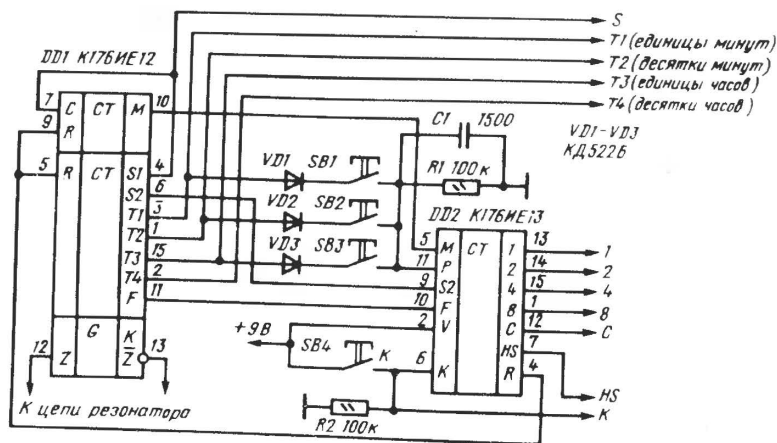 S
T1 (единицы минут)
T2 (десятки минут)
T3 (единицы часов)
T4 (десятки часов)
DD1 К176ИЕ12
7 C CT M 10
9 R
5 R CT S1 4
S2 6
T1 3
T2 1
T3 15
T4 2
F 11
G K
12 Z Z 13
К цепи резонатора
VD1 SB1
VD2 SB2
VD3 SB3
C1 1500
R1 100к
VD1-VD3
КД522Б
DD2 К176ИЕ13
5 M CT 1 13 1
11 P 2 14 2
9 S2 4 15 4
10 F 8 1 8
2 V C 12 C
HS 7
6 K R 4
HS
K
+9В
SB4 K
R2 100к